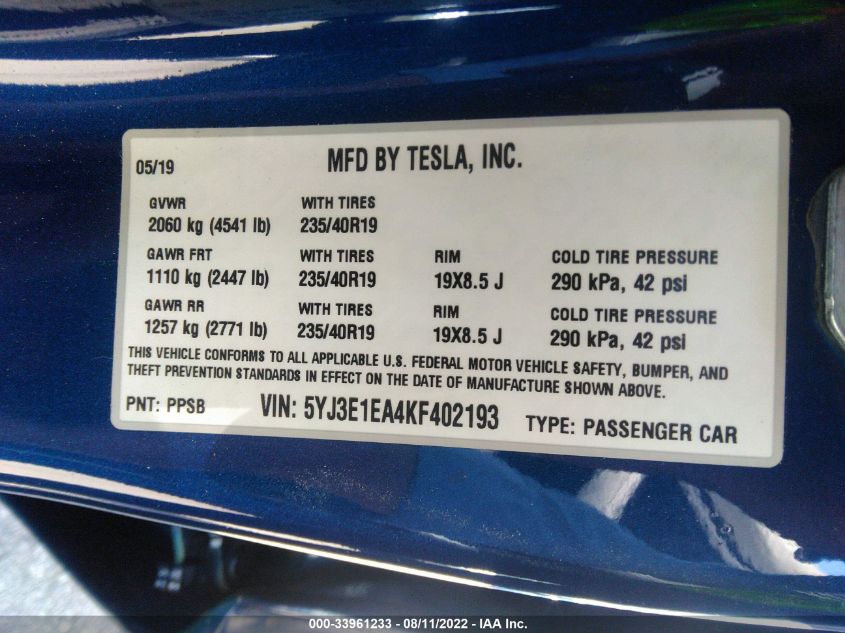 05/19 MFD BY TESLA, INC.
GVWR WITH TIRES
2060 kg (4541 lb) 235/40R19
GAWR FRT WITH TIRES RIM COLD TIRE PRESSURE
1110 kg (2447 lb) 235/40R19 19X8.5 J 290 kPa, 42 psi
GAWR RR WITH TIRES RIM COLD TIRE PRESSURE
1257 kg (2771 lb) 235/40R19 19X8.5 J 290 kPa, 42 psi
THIS VEHICLE CONFORMS TO ALL APPLICABLE U.S. FEDERAL MOTOR VEHICLE SAFETY, BUMPER, AND
THEFT PREVENTION STANDARDS IN EFFECT ON THE DATE OF MANUFACTURE SHOWN ABOVE.
PNT: PPSB VIN: 5YJ3E1EA4KF402193 TYPE: PASSENGER CAR
000-33961233 - 08/11/2022 - IAA Inc.